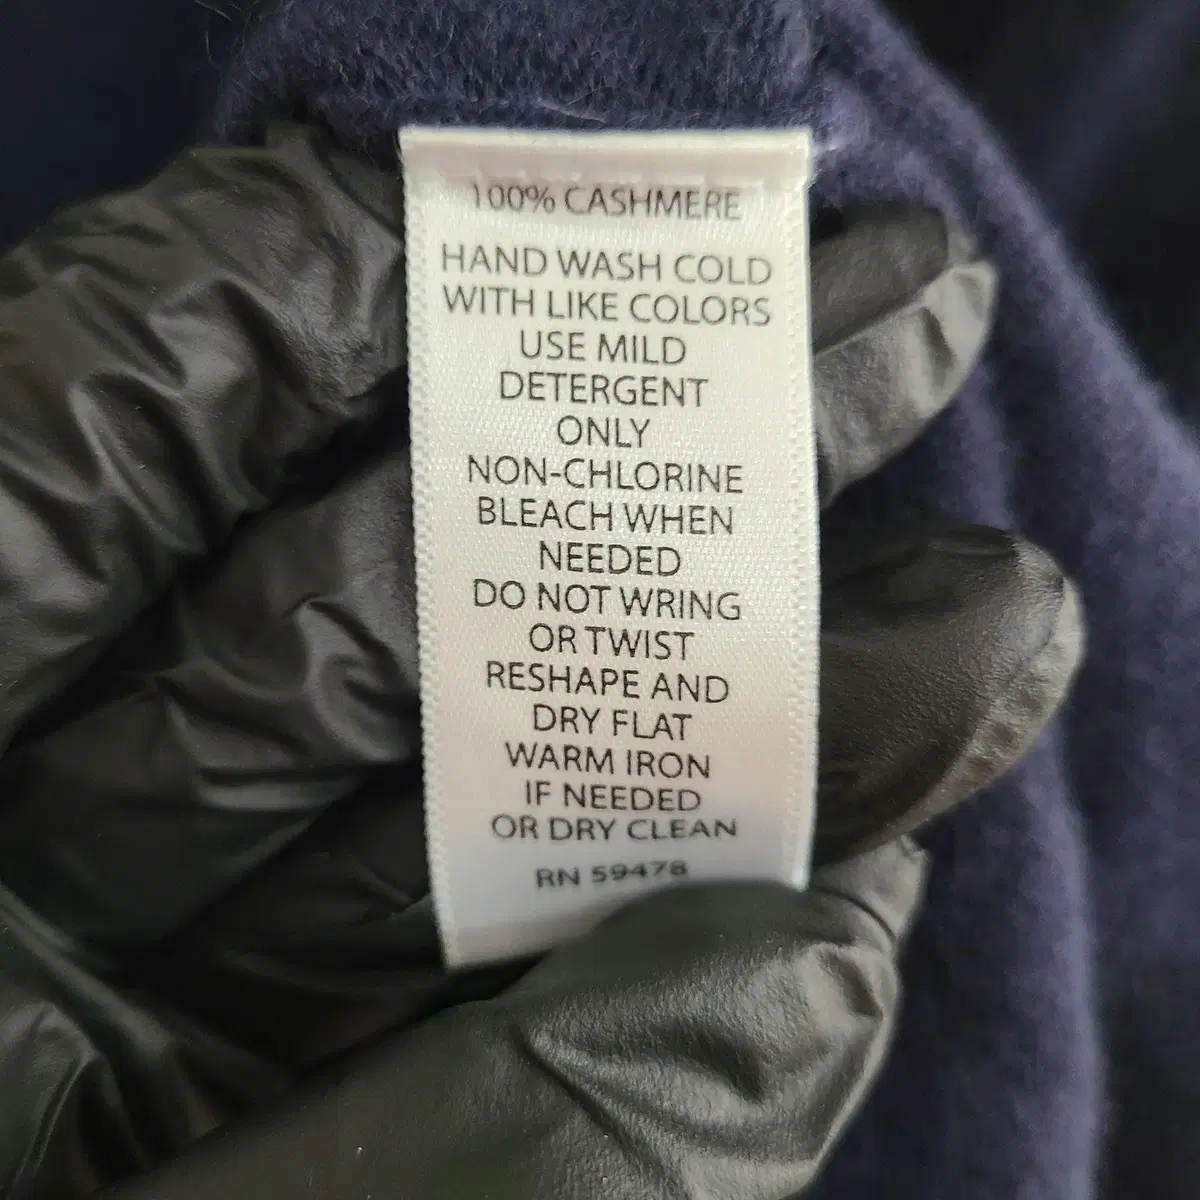 100% CASHMERE
HAND WASH COLD
WITH LIKE COLORS
USE MILD
DETERGENT
ONLY
NON-CHLORINE
BLEACH WHEN
NEEDED
DO NOT WRING
OR TWIST
RESHAPE AND
DRY FLAT
WARM IRON
IF NEEDED
OR DRY CLEAN
RN 59478